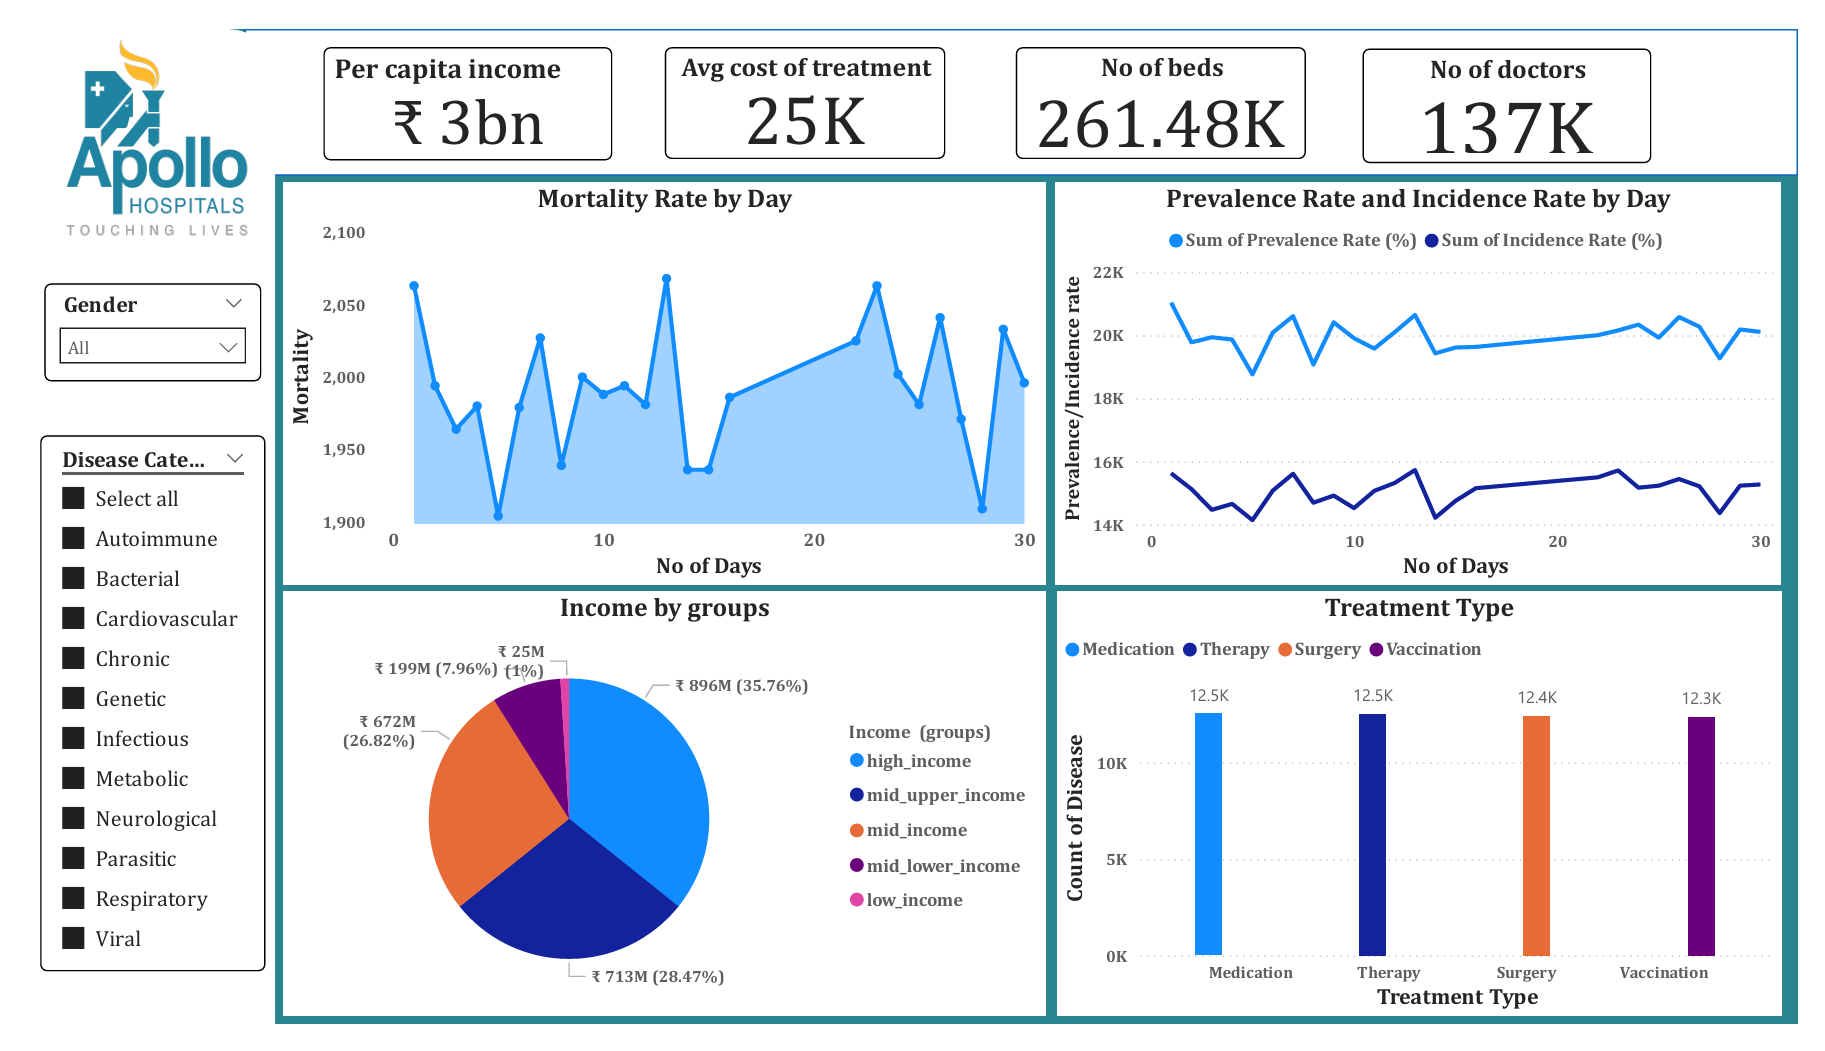 Apollo
HOSPITALS
TOUCHING LIVES
Per capita income
₹ 3bn
Avg cost of treatment
25K
No of beds
261.48K
No of doctors
137K
Gender
All
Disease Cate...
Select all
Autoimmune
Bacterial
Cardiovascular
Chronic
Genetic
Infectious
Metabolic
Neurological
Parasitic
Respiratory
Viral
Mortality Rate by Day
Mortality
2,100
2,050
2,000
1,950
1,900
0 10 20 30
No of Days
Prevalence Rate and Incidence Rate by Day
Sum of Prevalence Rate (%) Sum of Incidence Rate (%)
Prevalence/Incidence rate
22K
20K
18K
16K
14K
0 10 20 30
No of Days
Income by groups
₹ 25M
(1%)
₹ 199M (7.96%)
₹ 896M (35.76%)
₹ 672M
(26.82%)
₹ 713M (28.47%)
Income (groups)
high_income
mid_upper_income
mid_income
mid_lower_income
low_income
Treatment Type
Medication Therapy Surgery Vaccination
Count of Disease
12.5K 12.5K 12.4K 12.3K
10K
5K
0K
Medication Therapy Surgery Vaccination
Treatment Type